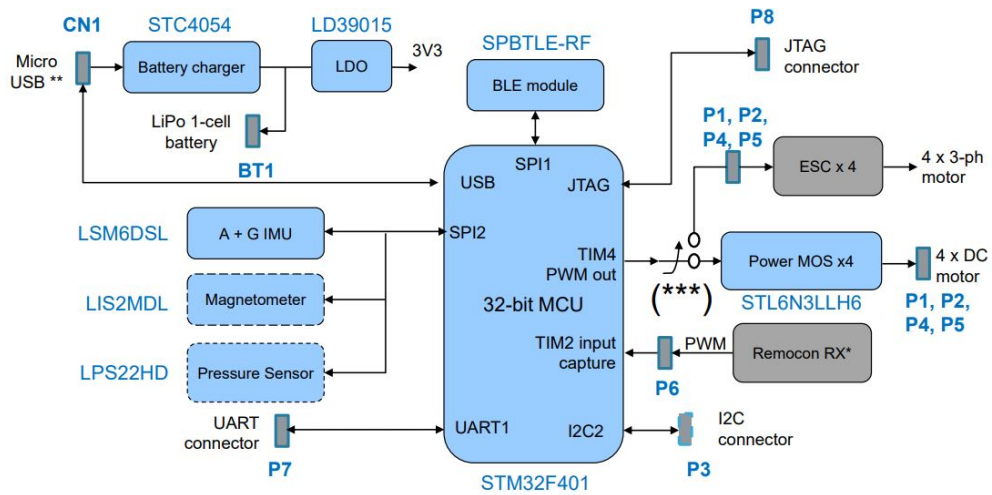 CN1
STC4054
LD39015
Micro
USB **
Battery charger
LDO
3V3
LiPo 1-cell
battery
BT1
SPBTLE-RF
BLE module
P8
JTAG
connector
P1, P2,
P4, P5
ESC x 4
4 x 3-ph
motor
SPI1
USB
JTAG
LSM6DSL
A + G IMU
SPI2
LIS2MDL
Magnetometer
LPS22HD
Pressure Sensor
TIM4
PWM out
32-bit MCU
(***)
Power MOS x4
STL6N3LLH6
4 x DC
motor
P1, P2,
P4, P5
TIM2 input
capture
PWM
Remocon RX*
P6
UART
connector
P7
UART1
I2C2
I2C
connector
P3
STM32F401